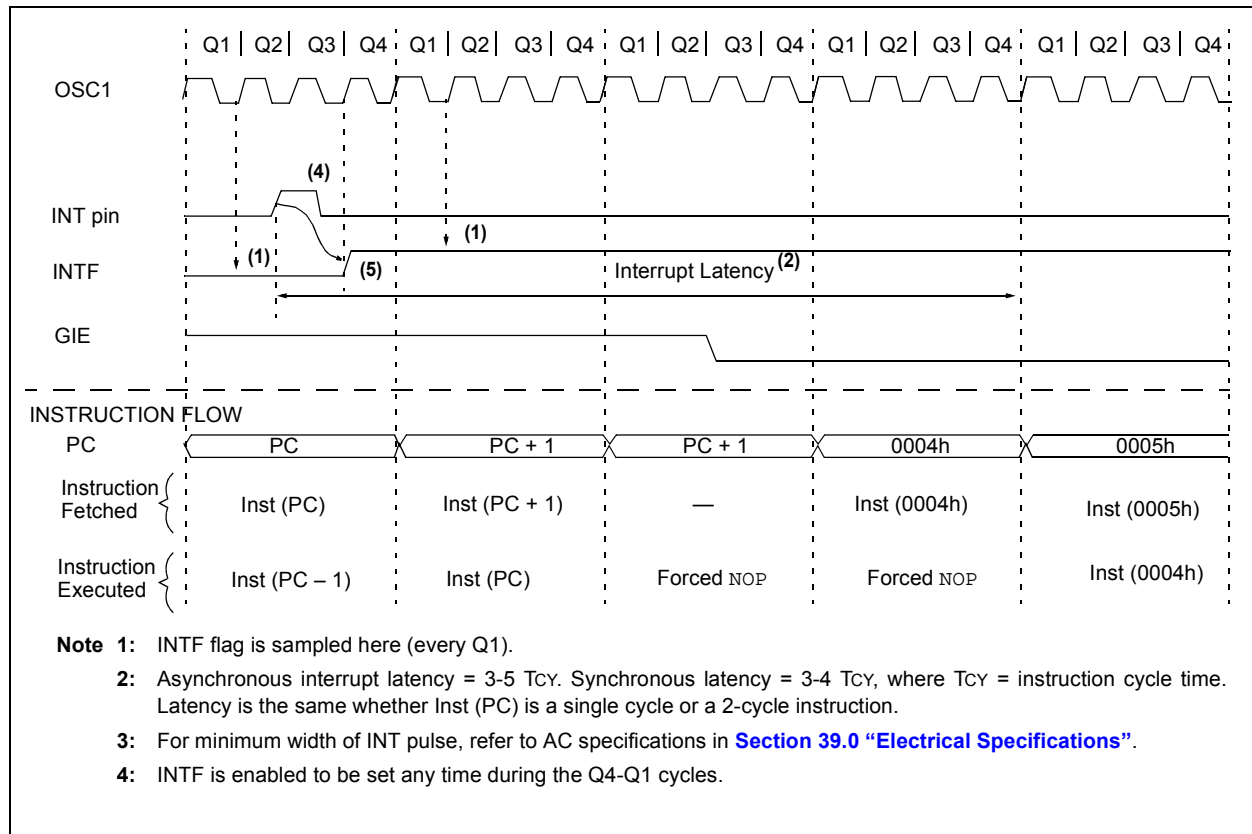 Q1 Q2 Q3 Q4 Q1 Q2 Q3 Q4 Q1 Q2 Q3 Q4 Q1 Q2 Q3 Q4 Q1 Q2 Q3 Q4
OSC1
(4)
INT pin
(1)
(1)
INTF
(5)
Interrupt Latency(2)
GIE
INSTRUCTION FLOW
PC PC PC + 1 PC + 1 0004h 0005h
Instruction
Fetched
Inst (PC) Inst (PC + 1) — Inst (0004h) Inst (0005h)
Instruction
Executed
Inst (PC – 1) Inst (PC) Forced NOP Forced NOP Inst (0004h)
Note 1: INTF flag is sampled here (every Q1).
2: Asynchronous interrupt latency = 3-5 TCY. Synchronous latency = 3-4 TCY, where TCY = instruction cycle time.
Latency is the same whether Inst (PC) is a single cycle or a 2-cycle instruction.
3: For minimum width of INT pulse, refer to AC specifications in Section 39.0 “Electrical Specifications”.
4: INTF is enabled to be set any time during the Q4-Q1 cycles.